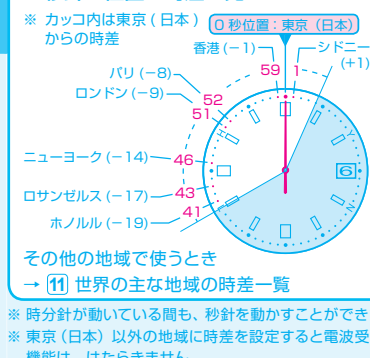 ※ カッコ内は東京(日本)
からの時差
0 秒位置：東京（日本）
香港(−1)
シドニー
(+1)
59
1
パリ(−8)
ロンドン(−9)
52
51
ニューヨーク(−14)
46
6
ロサンゼルス(−17)
43
ホノルル(−19)
41
その他の地域で使うとき
→ 11 世界の主な地域の時差一覧
※ 時分針が動いている間も、秒針を動かすことができ
※ 東京(日本) 以外の地域に時差を設定すると電波受
機能は、はたらきません